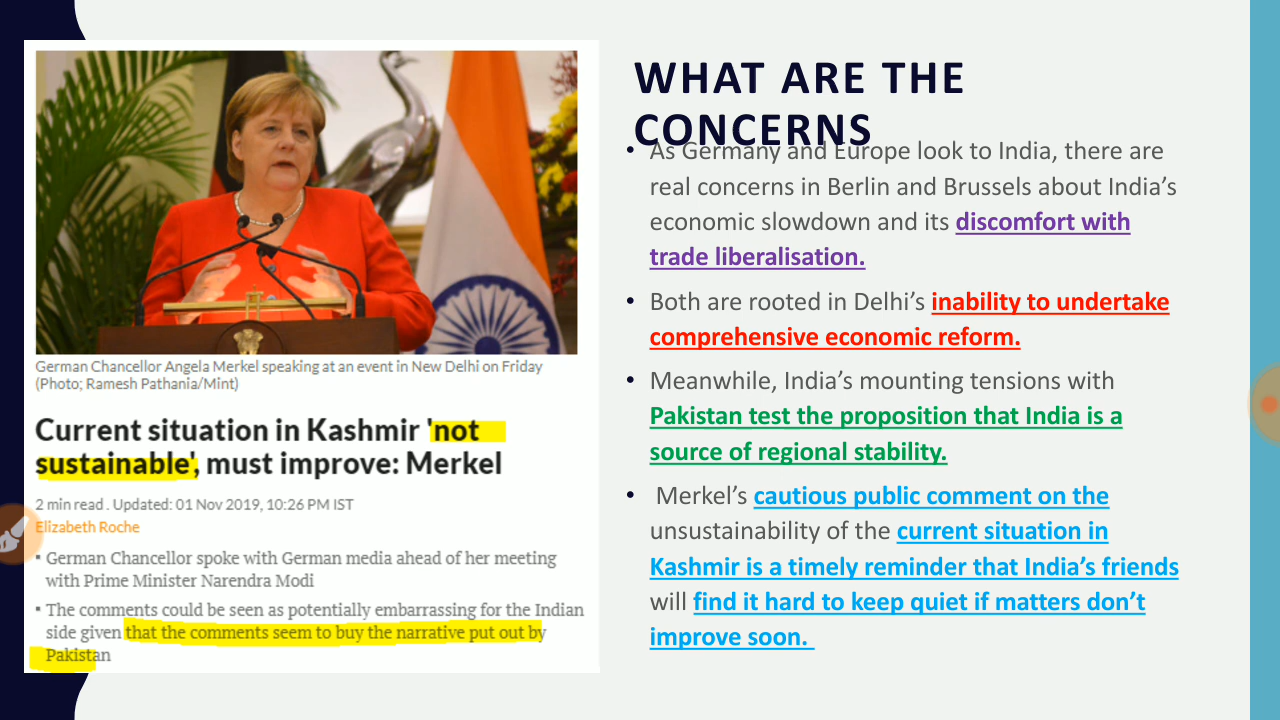 German Chancellor Angela Merkel speaking at an event in New Delhi on Friday
(Photo; Ramesh Pathania/Mint)
Current situation in Kashmir 'not
sustainable', must improve: Merkel
2 min read . Updated: 01 Nov 2019, 10:26 PM IST
Elizabeth Roche
▪ German Chancellor spoke with German media ahead of her meeting
with Prime Minister Narendra Modi
▪ The comments could be seen as potentially embarrassing for the Indian
side given that the comments seem to buy the narrative put out by
Pakistan
WHAT ARE THE
CONCERNS
• As Germany and Europe look to India, there are
real concerns in Berlin and Brussels about India’s
economic slowdown and its discomfort with
trade liberalisation.
• Both are rooted in Delhi’s inability to undertake
comprehensive economic reform.
• Meanwhile, India’s mounting tensions with
Pakistan test the proposition that India is a
source of regional stability.
• Merkel’s cautious public comment on the
unsustainability of the current situation in
Kashmir is a timely reminder that India’s friends
will find it hard to keep quiet if matters don’t
improve soon.